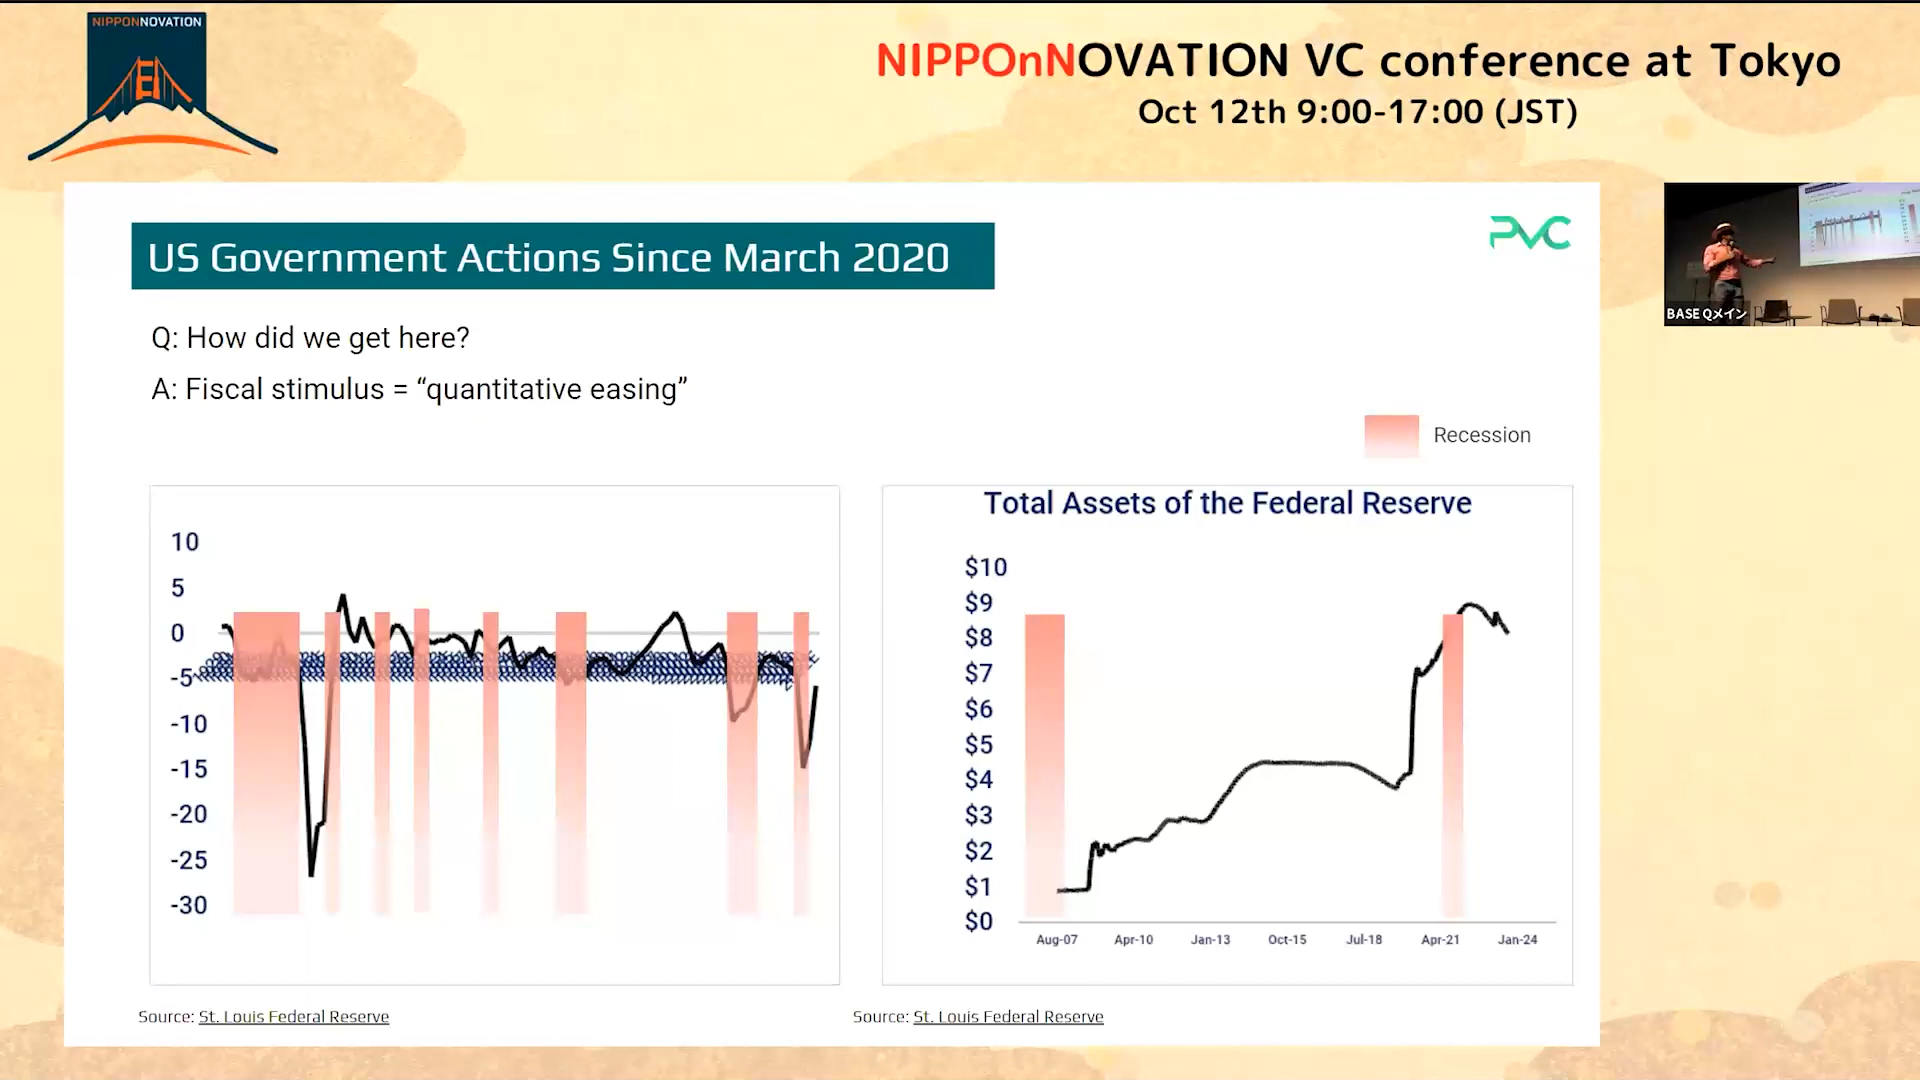 NIPPONNOVATION
NIPPOnNOVATION VC conference at Tokyo
Oct 12th 9:00-17:00 (JST)
US Government Actions Since March 2020
PVC
Q: How did we get here?
A: Fiscal stimulus = “quantitative easing”
BASE Qメイン
Recession
10
5
0
-5
-10
-15
-20
-25
-30
Total Assets of the Federal Reserve
$10
$9
$8
$7
$6
$5
$4
$3
$2
$1
$0
Aug-07 Apr-10 Jan-13 Oct-15 Jul-18 Apr-21 Jan-24
Source: St. Louis Federal Reserve
Source: St. Louis Federal Reserve